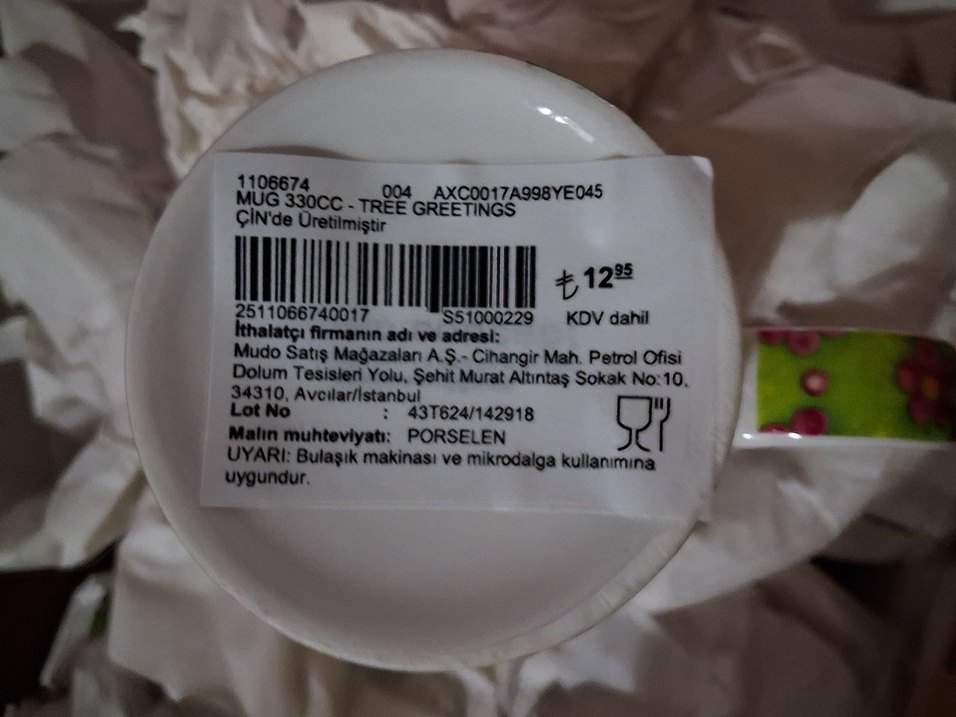 1106674 004 AXC0017A998YE045
MUG 330CC - TREE GREETINGS
ÇİN'de Üretilmiştir
₺ 12 95
2511066740017 S51000229 KDV dahil
İthalatçı firmanın adı ve adresi:
Mudo Satış Mağazaları A.Ş.- Cihangir Mah. Petrol Ofisi
Dolum Tesisleri Yolu, Şehit Murat Altıntaş Sokak No:10,
34310, Avcılar/İstanbul
Lot No : 43T624/142918
Malın muhteviyatı: PORSELEN
UYARI: Bulaşık makinası ve mikrodalga kullanımına
uygundur.